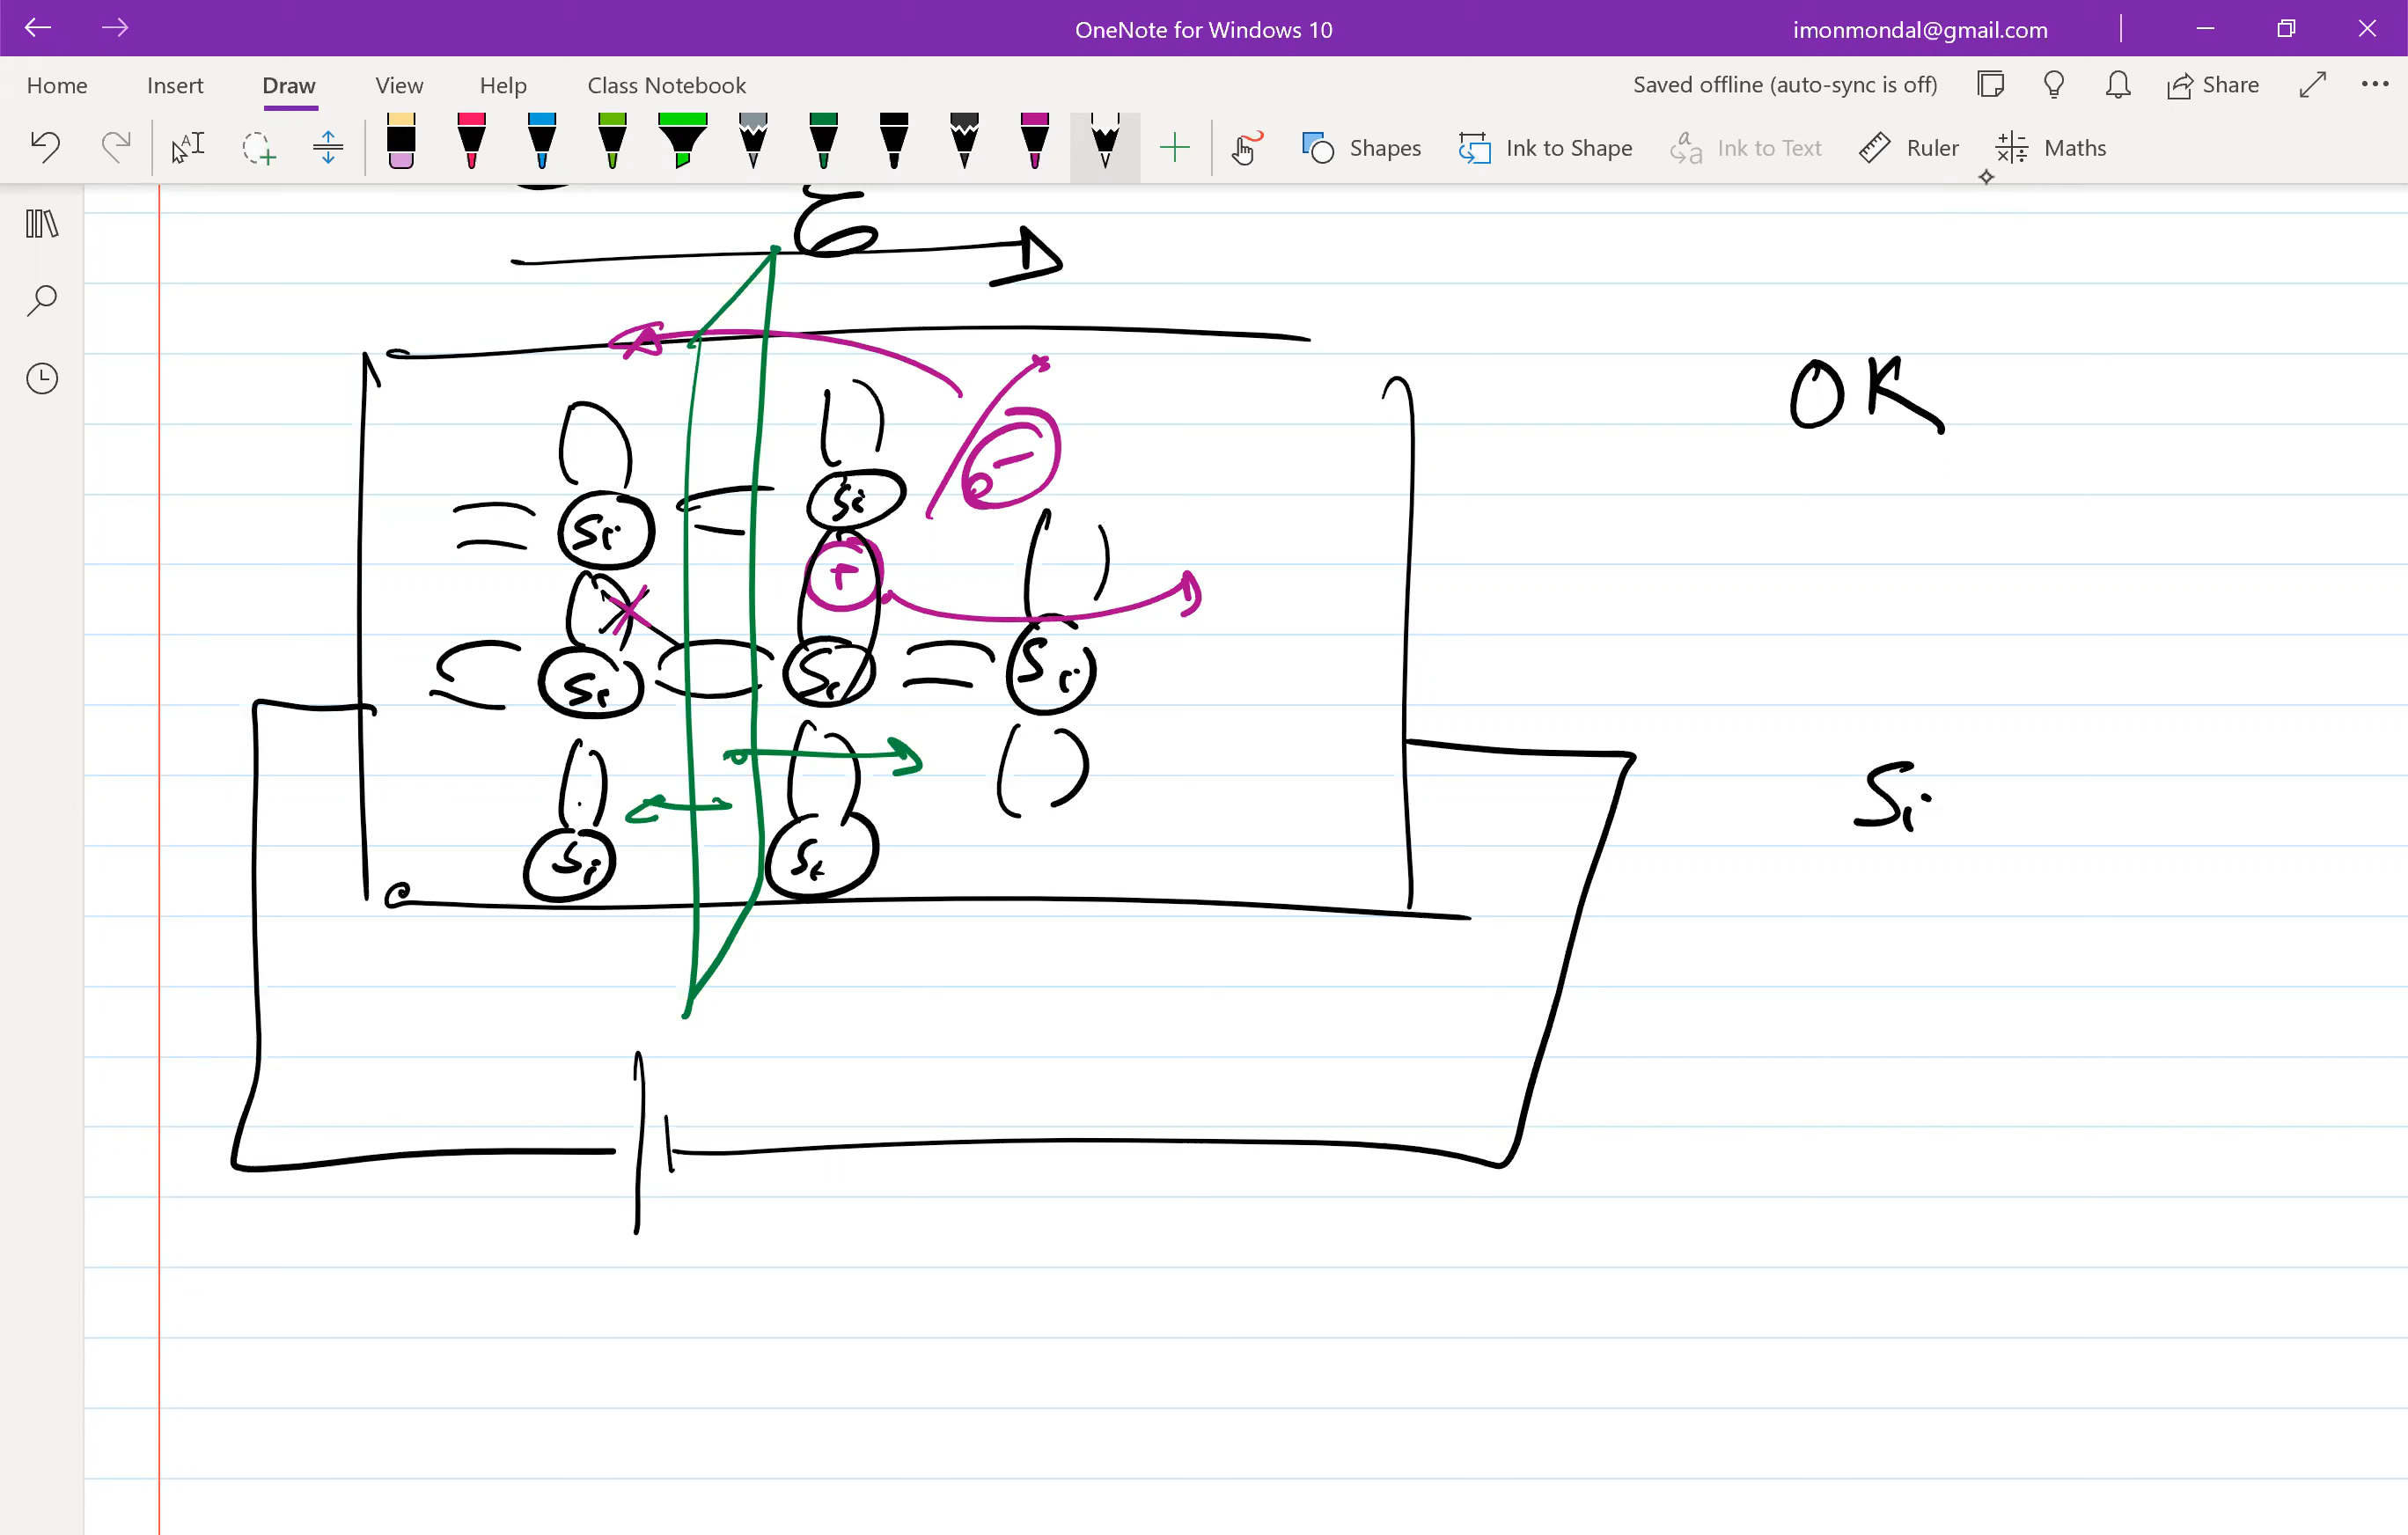 OneNote for Windows 10
imonmondal@gmail.com
Home Insert Draw View Help Class Notebook
Saved offline (auto-sync is off) Share
Shapes Ink to Shape Ink to Text Ruler Maths
OK
Si
Si
+
Si
Si
Si
Si
Si
Si